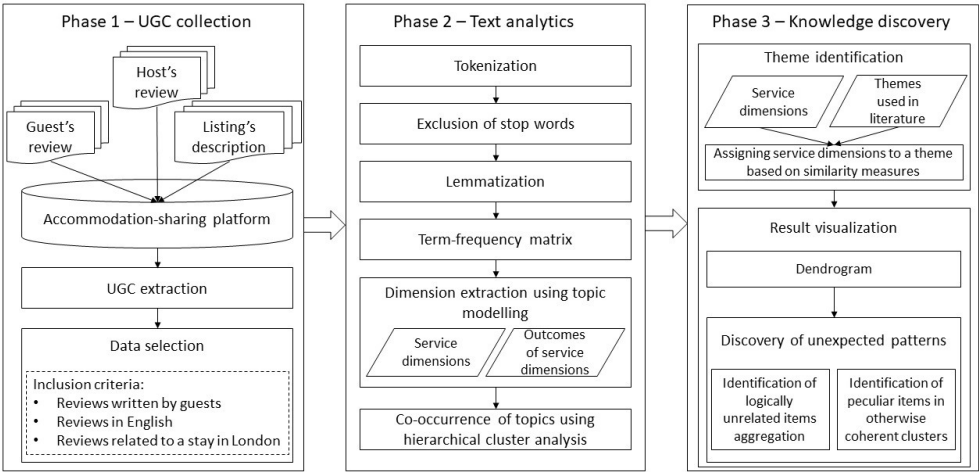 Phase 1 – UGC collection
Host's
review
Guest's
review
Listing's
description
Accommodation-sharing platform
UGC extraction
Data selection
Inclusion criteria:
• Reviews written by guests
• Reviews in English
• Reviews related to a stay in London
Phase 2 – Text analytics
Tokenization
Exclusion of stop words
Lemmatization
Term-frequency matrix
Dimension extraction using topic
modelling
Service
dimensions
Outcomes
of service
dimensions
Co-occurrence of topics using
hierarchical cluster analysis
Phase 3 – Knowledge discovery
Theme identification
Service
dimensions
Themes
used in
literature
Assigning service dimensions to a theme
based on similarity measures
Result visualization
Dendrogram
Discovery of unexpected patterns
Identification of
logically
unrelated items
aggregation
Identification of
peculiar items in
otherwise
coherent clusters